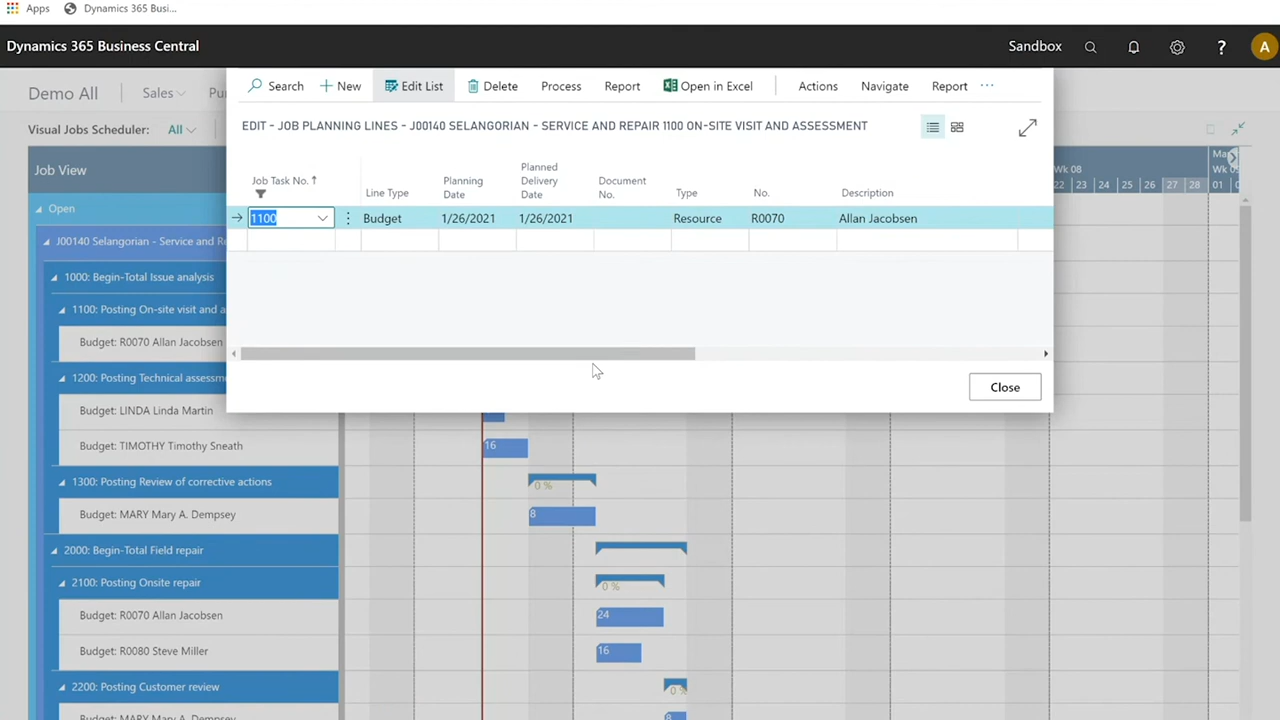 Apps Dynamics 365 Busi...
Dynamics 365 Business Central Sandbox ? A
Search New Edit List Delete Process Report Open in Excel Actions Navigate Report ...
Demo All Sales
Visual Jobs Scheduler: All
EDIT - JOB PLANNING LINES - J00140 SELANGORIAN - SERVICE AND REPAIR 1100 ON-SITE VISIT AND ASSESSMENT
Job View
Wk 08
22 23 24 25 26 27 28 01
Job Task No. ↑
Line Type
Planning Date
Planned Delivery Date
Document No.
Type
No.
Description
1100 Budget 1/26/2021 1/26/2021 Resource R0070 Allan Jacobsen
Close
Open
J00140 Selangorian - Service and Re
1000: Begin-Total Issue analysis
1100: Posting On-site visit and a
Budget: R0070 Allan Jacobsen
1200: Posting Technical assessm
Budget: LINDA Linda Martin
Budget: TIMOTHY Timothy Sneath 16
1300: Posting Review of corrective actions 0 %
Budget: MARY Mary A. Dempsey 8
2000: Begin-Total Field repair
2100: Posting Onsite repair 0 %
Budget: R0070 Allan Jacobsen 24
Budget: R0080 Steve Miller 16
2200: Posting Customer review 0 %